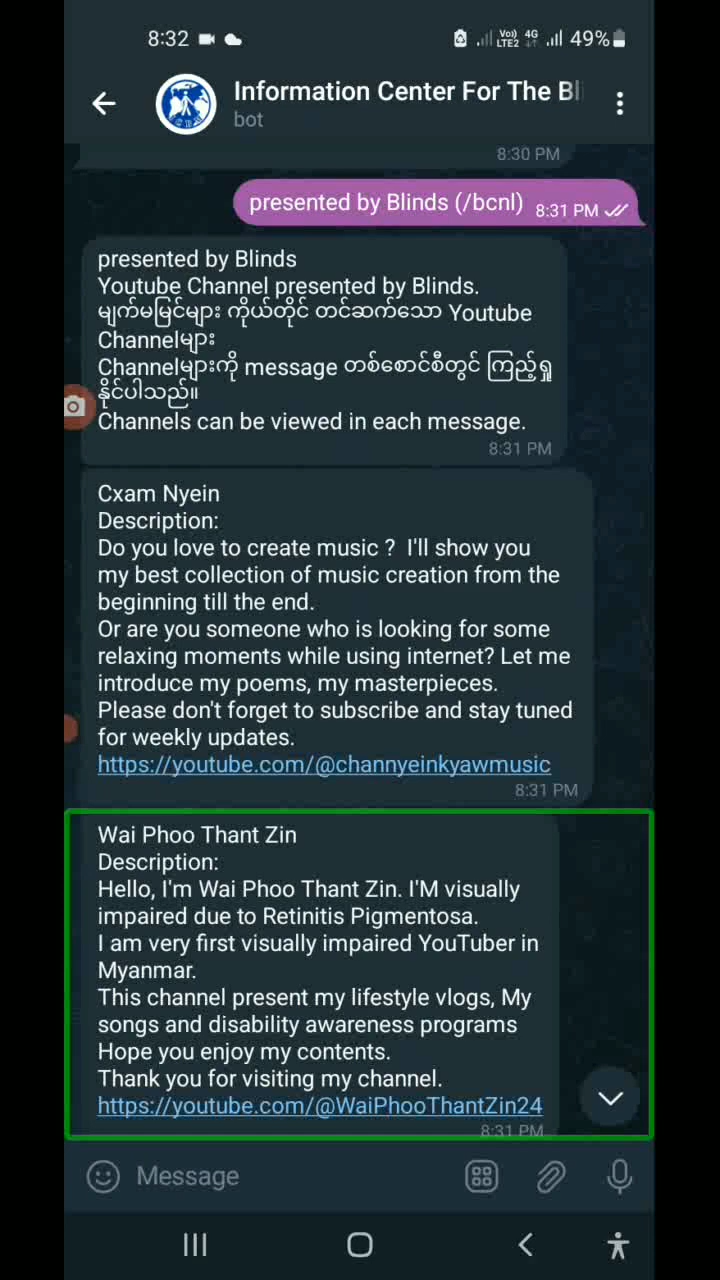 8:32
Vo)) 4G
LTE2
49%
Information Center For The Bl
bot
8:30 PM
presented by Blinds (/bcnl) 8:31 PM
presented by Blinds
Youtube Channel presented by Blinds.
မျက်မမြင်များ ကိုယ်တိုင် တင်ဆက်သော Youtube
Channelများ
Channelများကို message တစ်စောင်စီတွင် ကြည့်ရှု
နိုင်ပါသည်။
Channels can be viewed in each message.
8:31 PM
Cxam Nyein
Description:
Do you love to create music ?  I'll show you
my best collection of music creation from the
beginning till the end.
Or are you someone who is looking for some
relaxing moments while using internet? Let me
introduce my poems, my masterpieces.
Please don't forget to subscribe and stay tuned
for weekly updates.
https://youtube.com/@channyeinkyawmusic
8:31 PM
Wai Phoo Thant Zin
Description:
Hello, I'm Wai Phoo Thant Zin. I'M visually
impaired due to Retinitis Pigmentosa.
I am very first visually impaired YouTuber in
Myanmar.
This channel present my lifestyle vlogs, My
songs and disability awareness programs
Hope you enjoy my contents.
Thank you for visiting my channel.
https://youtube.com/@WaiPhooThantZin24
8:31 PM
Message